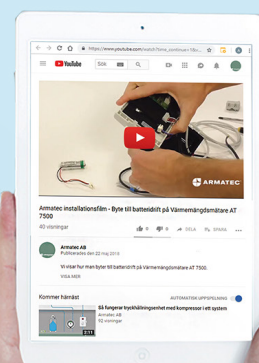 https://www.youtube.com/watch?time_continue=1&v...
YouTube
Sök
ARMATEC
Armatec installationsfilm - Byte till batteridrift på Värmemängdsmätare AT
7500
40 visningar
0
0
DELA
SPARA
Armatec AB
Publicerades den 22 maj 2019
Vi visar hur man byter till batteridrift på Värmemängdsmätare AT 7500.
VISA MER
Kommer härnäst
AUTOMATISK UPPSPELNING
Så fungerar tryckhållningsenhet med kompressor i ett system
Armatec AB
92 visningar
3:11